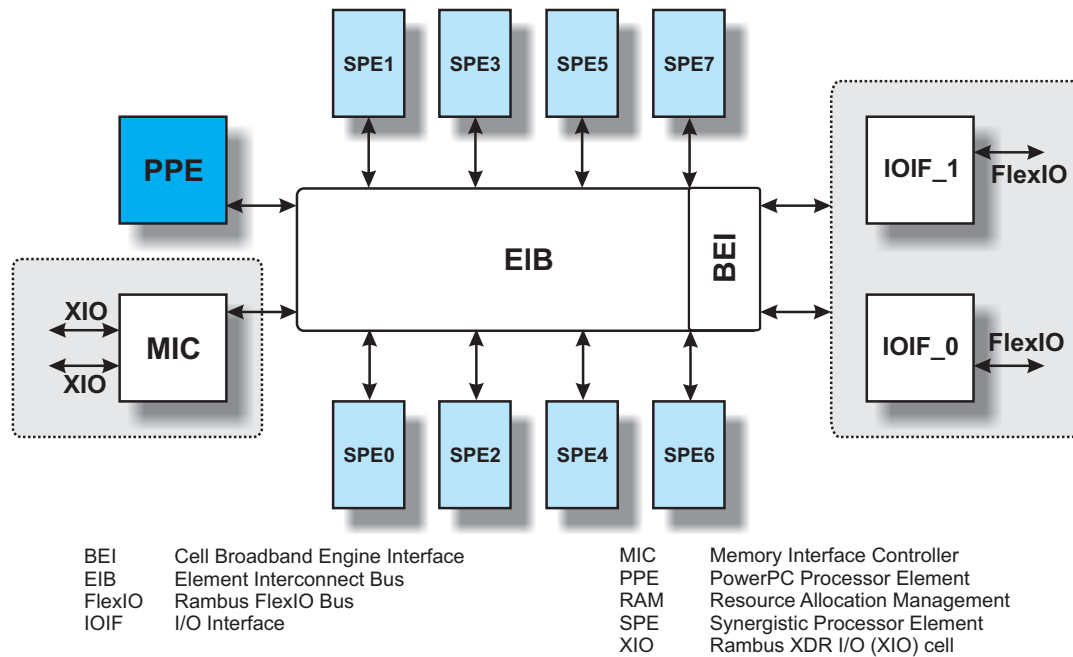 SPE1 SPE3 SPE5 SPE7
PPE
IOIF_1
FlexIO
EIB
BEI
XIO
MIC
XIO
IOIF_0
FlexIO
SPE0 SPE2 SPE4 SPE6
BEI Cell Broadband Engine Interface
EIB Element Interconnect Bus
FlexIO Rambus FlexIO Bus
IOIF I/O Interface
MIC Memory Interface Controller
PPE PowerPC Processor Element
RAM Resource Allocation Management
SPE Synergistic Processor Element
XIO Rambus XDR I/O (XIO) cell